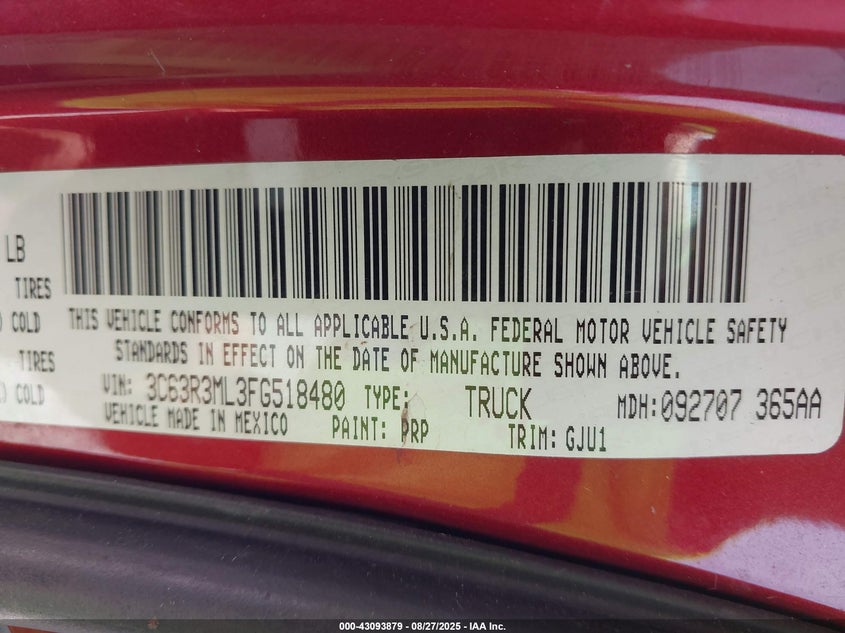 LB
TIRES
) COLD
TIRES
) COLD
THIS VEHICLE CONFORMS TO ALL APPLICABLE U.S.A. FEDERAL MOTOR VEHICLE SAFETY
STANDARDS IN EFFECT ON THE DATE OF MANUFACTURE SHOWN ABOVE.
VIN: 3C63R3ML3FG518480 TYPE: TRUCK MDH:092707 365AA
VEHICLE MADE IN MEXICO PAINT: PRP TRIM: GJU1
000-43093879 - 08/27/2025 - IAA Inc.